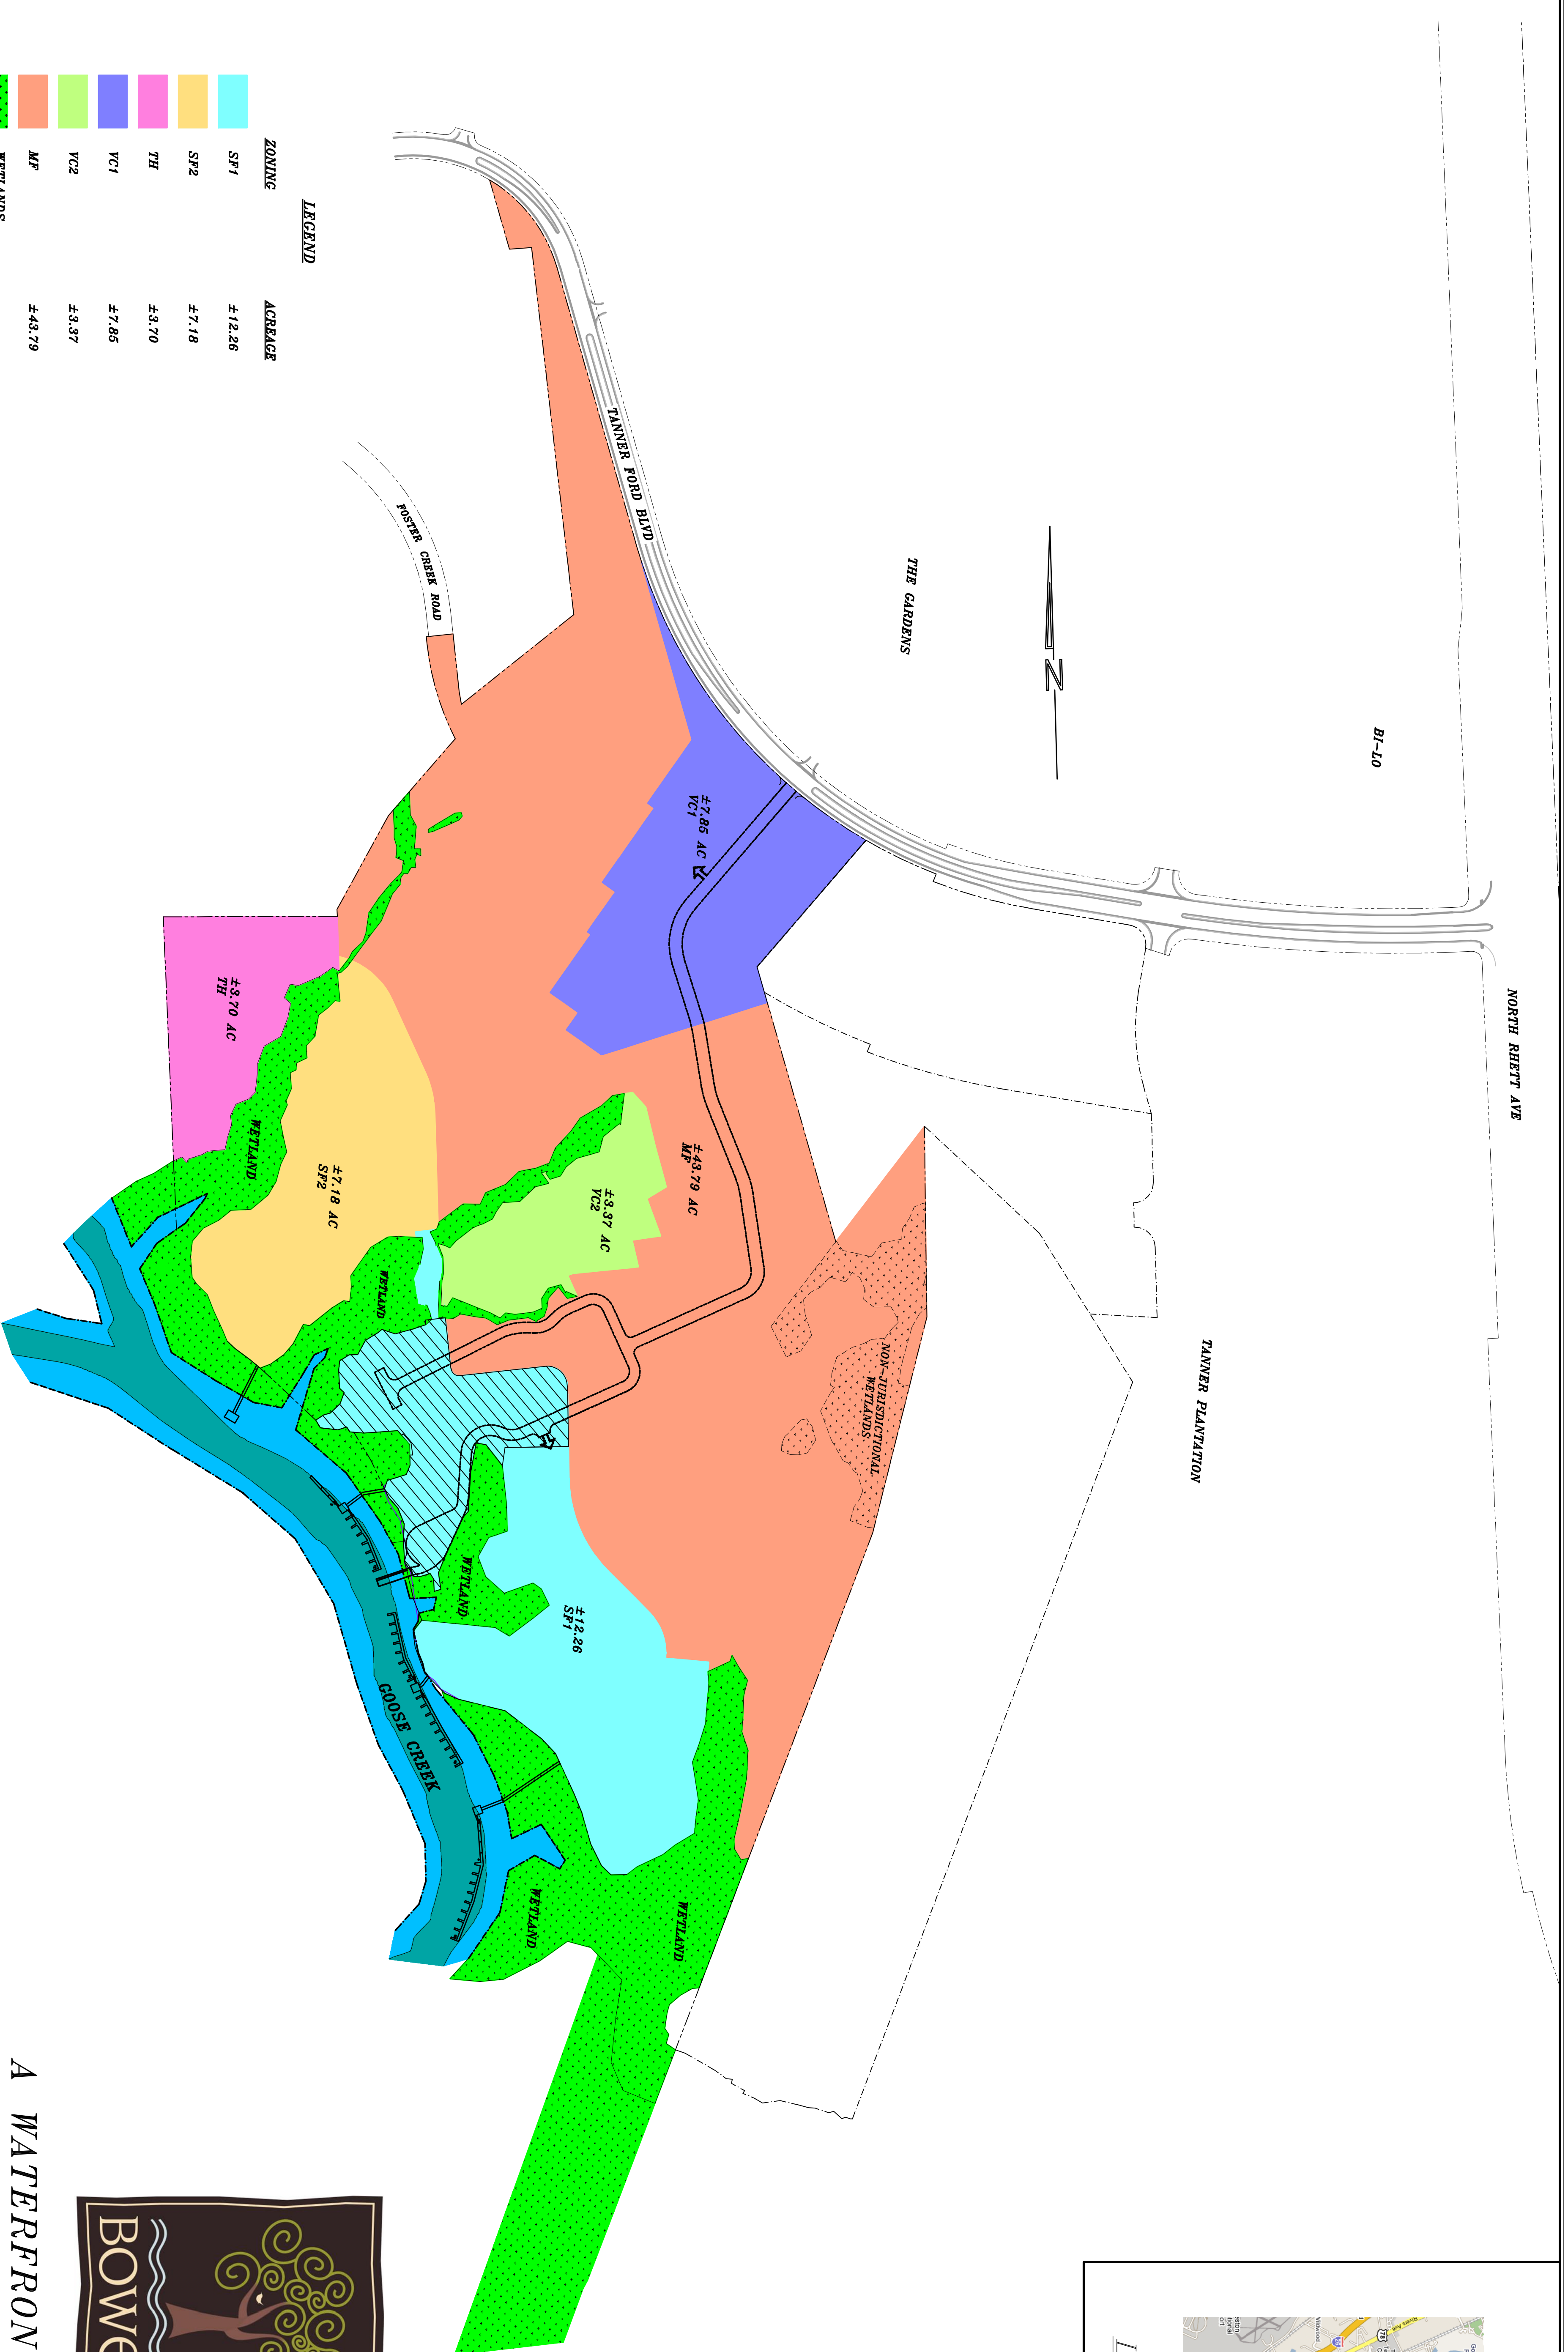 NORTH RHETT AVE
BI-LO
TANNER PLANTATION
THE GARDENS
N
TANNER FORD BLVD
FOSTER CREEK ROAD
±7.85 AC
VC1
±43.79 AC
MF
NON-JURISDICTIONAL
WETLANDS
±3.37 AC
VC2
±12.26
SF1
±7.18 AC
SF2
±3.70 AC
TH
WETLAND
WETLAND
WETLAND
WETLAND
WETLAND
GOOSE CREEK
LEGEND
ZONING ACREAGE
SF1 ±12.26
SF2 ±7.18
TH ±3.70
VC1 ±7.85
VC2 ±3.37
MF ±43.79
WETLANDS
BOWE
A WATERFRON